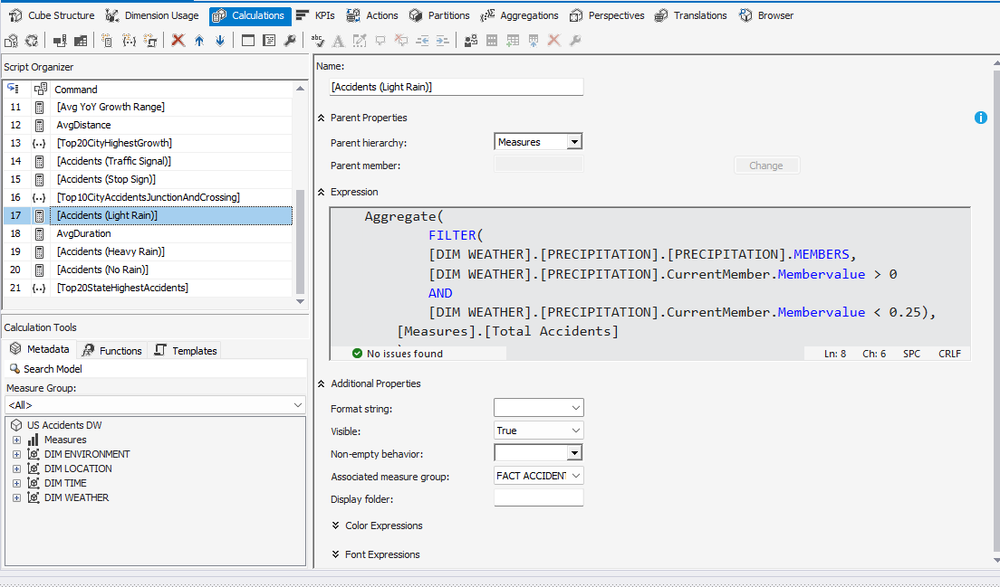 Cube Structure Dimension Usage Calculations KPIs Actions Partitions Aggregations Perspectives Translations Browser
Script Organizer
Command
11 [Avg YoY Growth Range]
12 AvgDistance
13 {..} [Top20CityHighestGrowth]
14 [Accidents (Traffic Signal)]
15 [Accidents (Stop Sign)]
16 {..} [Top10CityAccidentsJunctionAndCrossing]
17 [Accidents (Light Rain)]
18 AvgDuration
19 [Accidents (Heavy Rain)]
20 [Accidents (No Rain)]
21 {..} [Top20StateHighestAccidents]
Calculation Tools
Metadata Functions Templates
Search Model
Measure Group:
<All>
US Accidents DW
Measures
DIM ENVIRONMENT
DIM LOCATION
DIM TIME
DIM WEATHER
Name:
[Accidents (Light Rain)]
Parent Properties
Parent hierarchy: Measures
Parent member: Change
Expression
Aggregate(
FILTER(
[DIM WEATHER].[PRECIPITATION].[PRECIPITATION].MEMBERS,
[DIM WEATHER].[PRECIPITATION].CurrentMember.Membervalue > 0
AND
[DIM WEATHER].[PRECIPITATION].CurrentMember.Membervalue < 0.25),
[Measures].[Total Accidents]
No issues found Ln: 8 Ch: 6 SPC CRLF
Additional Properties
Format string:
Visible: True
Non-empty behavior:
Associated measure group: FACT ACCIDENT
Display folder:
Color Expressions
Font Expressions